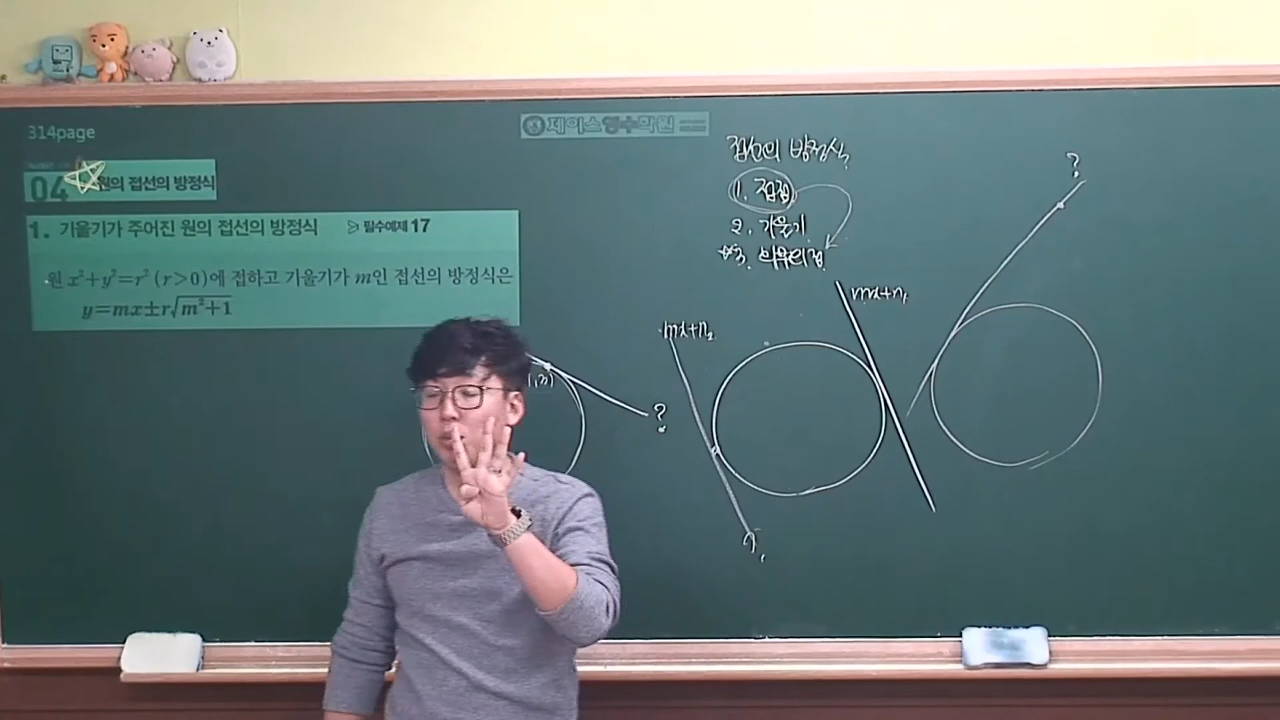 314page
제이스영수학원
04 원의 접선의 방정식
1. 기울기가 주어진 원의 접선의 방정식 ▷ 필수예제 17
원 x²+y²=r² (r>0)에 접하고 기울기가 m인 접선의 방정식은
y=mx±r√(m²+1)
접선의 방정식
1. 접점
2. 기울기
*3. 외부의 점
?
mx+n₁
mx+n₂
?